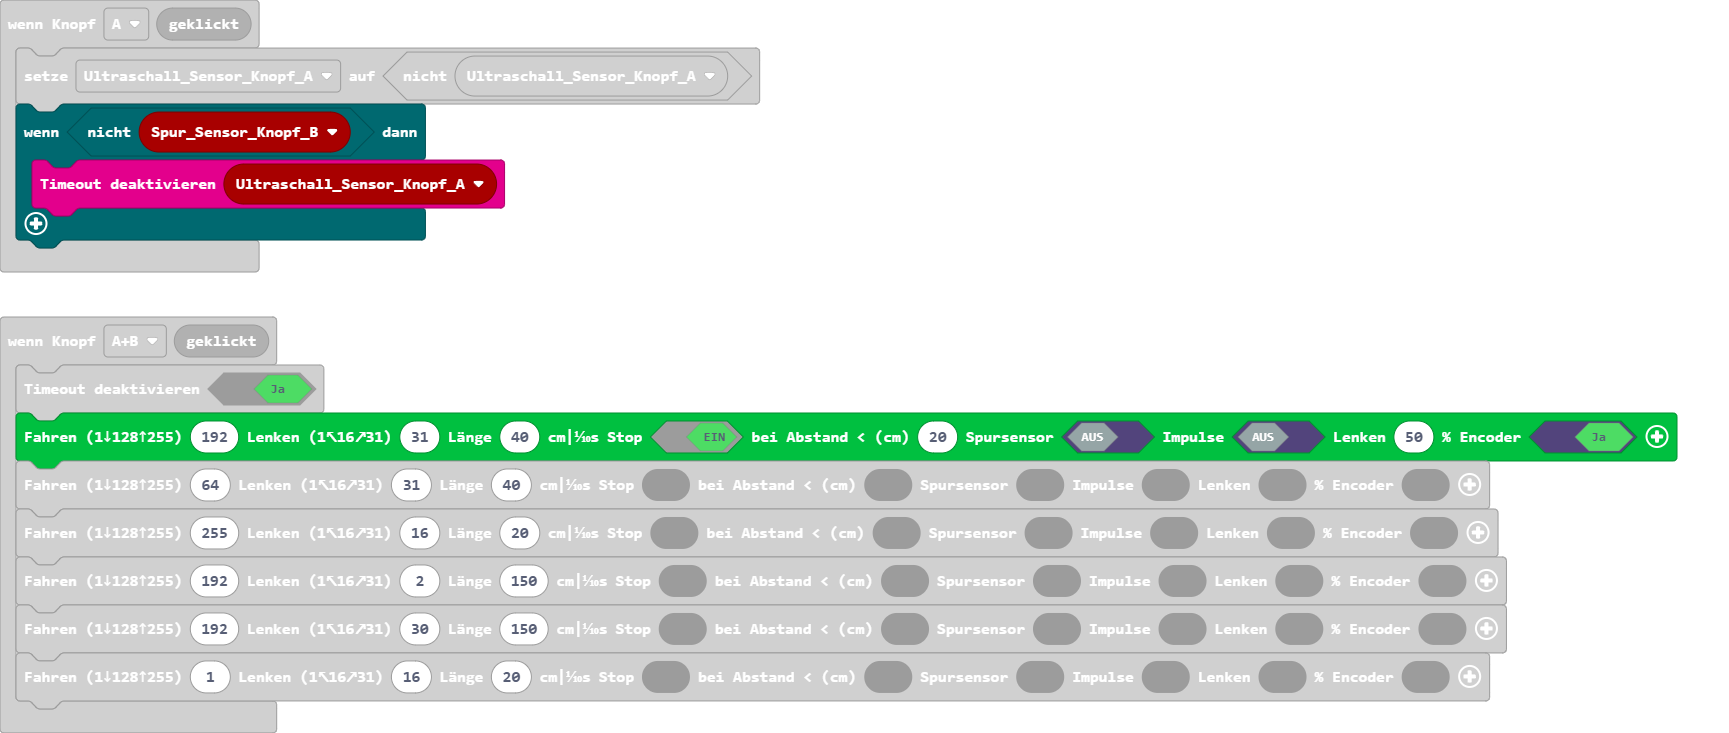 wenn Knopf A geklickt
setze Ultraschall_Sensor_Knopf_A auf nicht Ultraschall_Sensor_Knopf_A
wenn nicht Spur_Sensor_Knopf_B dann
Timeout deaktivieren Ultraschall_Sensor_Knopf_A
wenn Knopf A+B geklickt
Timeout deaktivieren Ja
Fahren (1↓128↑255) 192 Lenken (1↖16↗31) 31 Länge 40 cm|⅒s Stop EIN bei Abstand < (cm) 20 Spursensor AUS Impulse AUS Lenken 50 % Encoder Ja
Fahren (1↓128↑255) 64 Lenken (1↖16↗31) 31 Länge 40 cm|⅒s Stop bei Abstand < (cm) Spursensor Impulse Lenken % Encoder
Fahren (1↓128↑255) 255 Lenken (1↖16↗31) 16 Länge 20 cm|⅒s Stop bei Abstand < (cm) Spursensor Impulse Lenken % Encoder
Fahren (1↓128↑255) 192 Lenken (1↖16↗31) 2 Länge 150 cm|⅒s Stop bei Abstand < (cm) Spursensor Impulse Lenken % Encoder
Fahren (1↓128↑255) 192 Lenken (1↖16↗31) 30 Länge 150 cm|⅒s Stop bei Abstand < (cm) Spursensor Impulse Lenken % Encoder
Fahren (1↓128↑255) 1 Lenken (1↖16↗31) 16 Länge 20 cm|⅒s Stop bei Abstand < (cm) Spursensor Impulse Lenken % Encoder